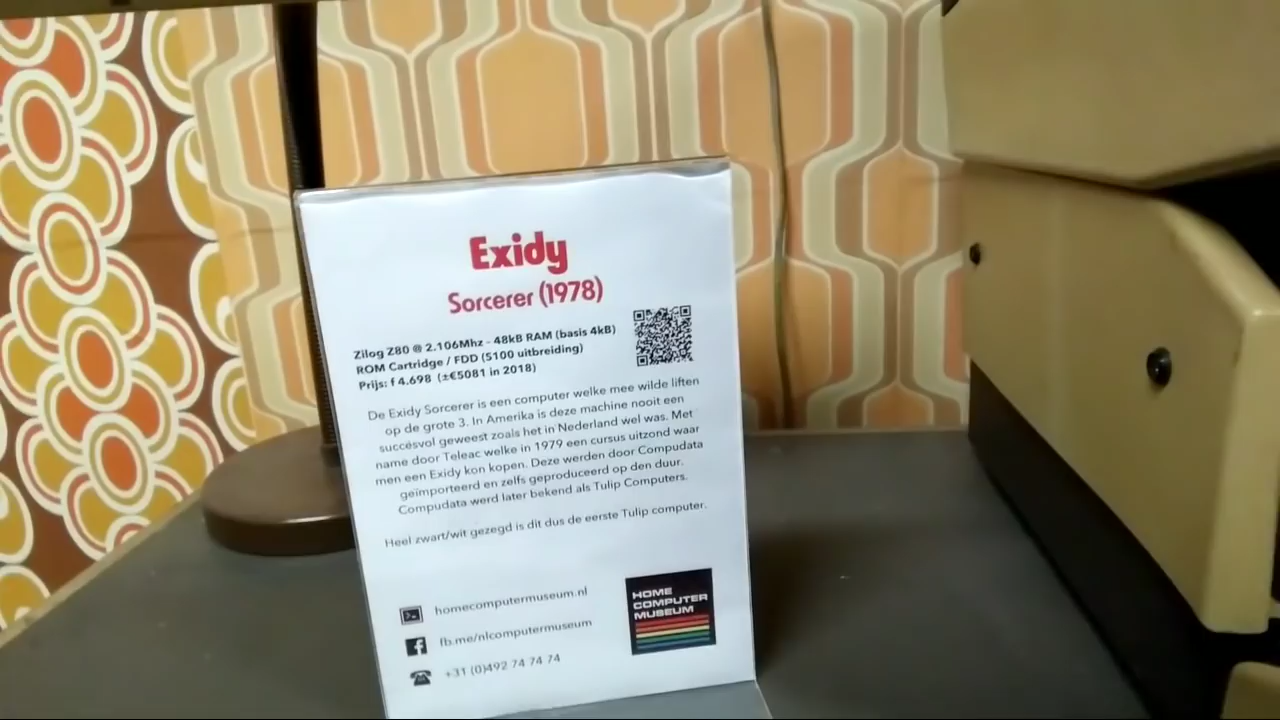 Exidy
Sorcerer (1978)
Zilog Z80 @ 2.106Mhz - 48kB RAM (basis 4kB)
ROM Cartridge / FDD (S100 uitbreiding)
Prijs: f 4.698 (±€5081 in 2018)
De Exidy Sorcerer is een computer welke mee wilde liften
op de grote 3. In Amerika is deze machine nooit een
succésvol geweest zoals het in Nederland wel was. Met
name door Teleac welke in 1979 een cursus uitzond waar
men een Exidy kon kopen. Deze werden door Compudata
geïmporteerd en zelfs geproduceerd op den duur.
Compudata werd later bekend als Tulip Computers.
Heel zwart/wit gezegd is dit dus de eerste Tulip computer.
homecomputermuseum.nl
fb.me/nlcomputermuseum
+31 (0)492 74 74 74
HOME
COMPUTER
MUSEUM